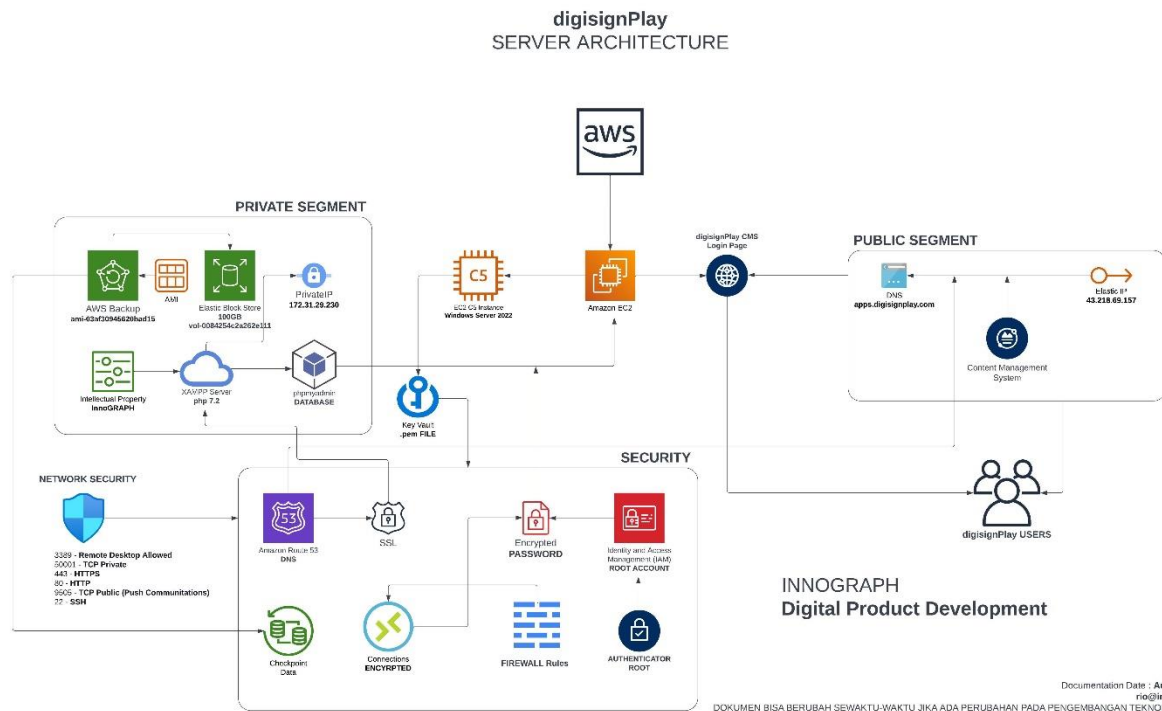 digisignPlay
SERVER ARCHITECTURE
aws
PRIVATE SEGMENT
AWS Backup
AMI
Elastic Block Store
100GB
vol-0084254c2a262e111
PrivateIP
172.31.29.230
Intellectual Property
InnoGRAPH
XAMPP Server
php 7.2
phpmyadmin
DATABASE
C5
EC2 C5 Instance
Windows Server 2022
Amazon EC2
digisignPlay CMS
Login Page
PUBLIC SEGMENT
DNS
apps.digisignplay.com
Elastic IP
43.218.69.157
Content Management
System
Key Vault
.pem FILE
digisignPlay USERS
NETWORK SECURITY
3389 - Remote Desktop Allowed
50001 - TCP Private
443 - HTTPS
80 - HTTP
9505 - TCP Public (Push Communitations)
22 - SSH
SECURITY
53
Amazon Route 53
DNS
SSL
Encrypted
PASSWORD
Identity and Access
Management (IAM)
ROOT ACCOUNT
Checkpoint
Data
Connections
ENCYRPTED
FIREWALL Rules
AUTHENTICATOR
ROOT
INNOGRAPH
Digital Product Development
Documentation Date :
DOKUMEN BISA BERUBAH SEWAKTU-WAKTU JIKA ADA PERUBAHAN PADA PENGEMBANGAN